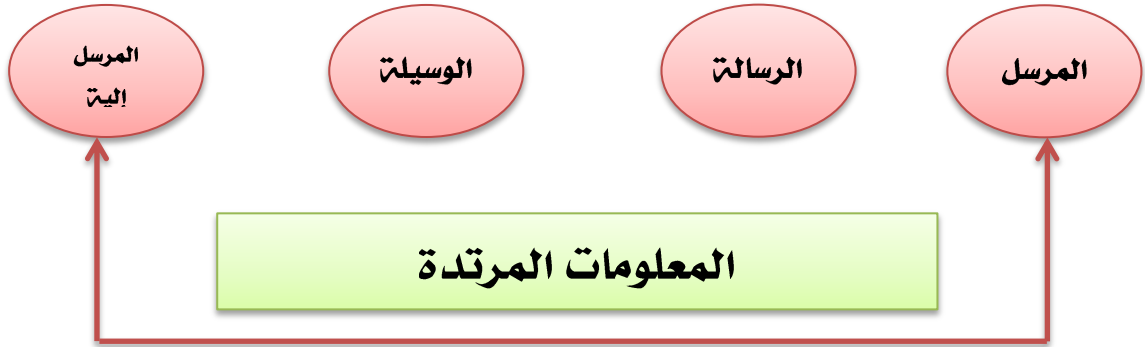 المرسل
الرسالة
الوسيلة
المرسل
إلية
المعلومات المرتدة